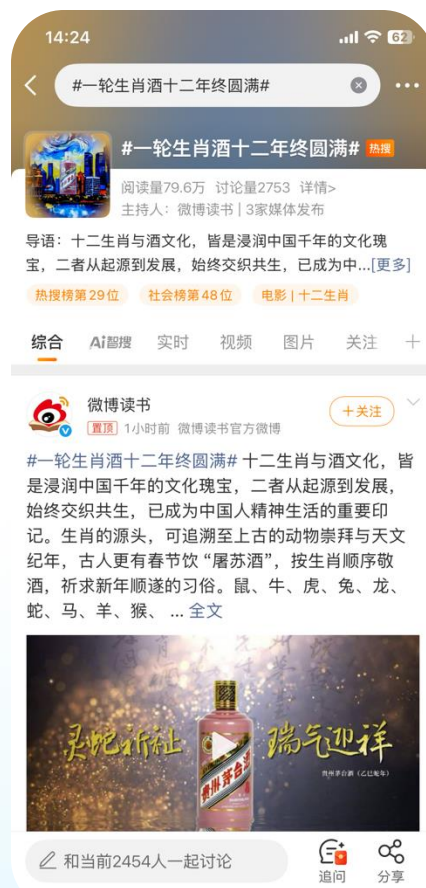 14:24
62
#一轮生肖酒十二年终圆满#
#一轮生肖酒十二年终圆满# 热搜
阅读量79.6万 讨论量2753 详情>
主持人：微博读书 | 3家媒体发布
导语：十二生肖与酒文化，皆是浸润中国千年的文化瑰
宝，二者从起源到发展，始终交织共生，已成为中...[更多]
热搜榜第29位 社会榜第48位 电影 | 十二生肖
综合 Ai智搜 实时 视频 图片 关注
微博读书
+关注
置顶 1小时前 微博读书官方微博
#一轮生肖酒十二年终圆满# 十二生肖与酒文化，皆
是浸润中国千年的文化瑰宝，二者从起源到发展，
始终交织共生，已成为中国人精神生活的重要印
记。生肖的源头，可追溯至上古的动物崇拜与天文
纪年，古人更有春节饮 “屠苏酒”，按生肖顺序敬
酒，祈求新年顺遂的习俗。鼠、牛、虎、兔、龙、
蛇、马、羊、猴、 ... 全文
灵蛇祈祉 瑞气迎祥
贵州茅台酒（乙巳蛇年）
贵州茅台酒
和当前2454人一起讨论
追问 分享